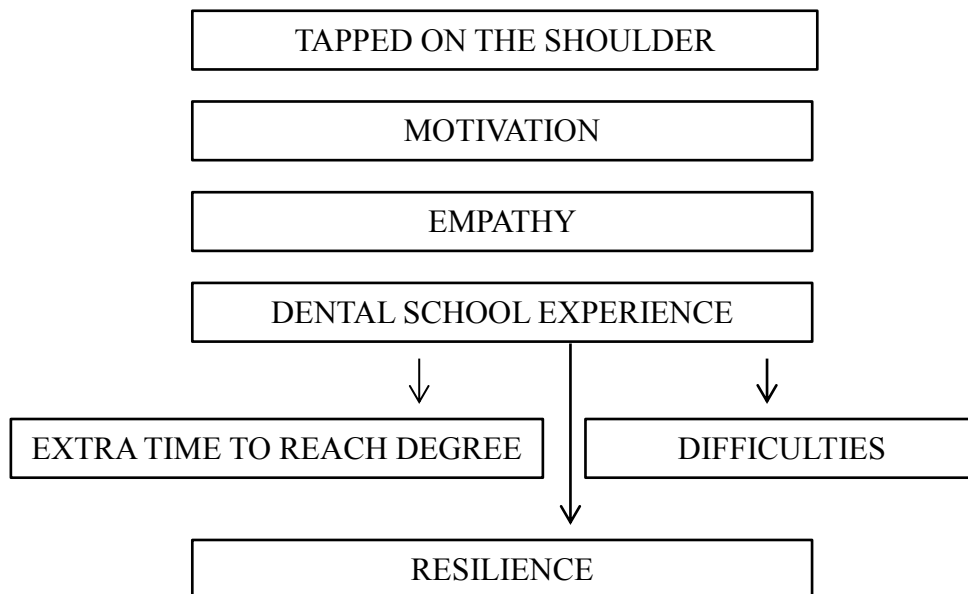 TAPPED ON THE SHOULDER
MOTIVATION
EMPATHY
DENTAL SCHOOL EXPERIENCE
EXTRA TIME TO REACH DEGREE
DIFFICULTIES
RESILIENCE